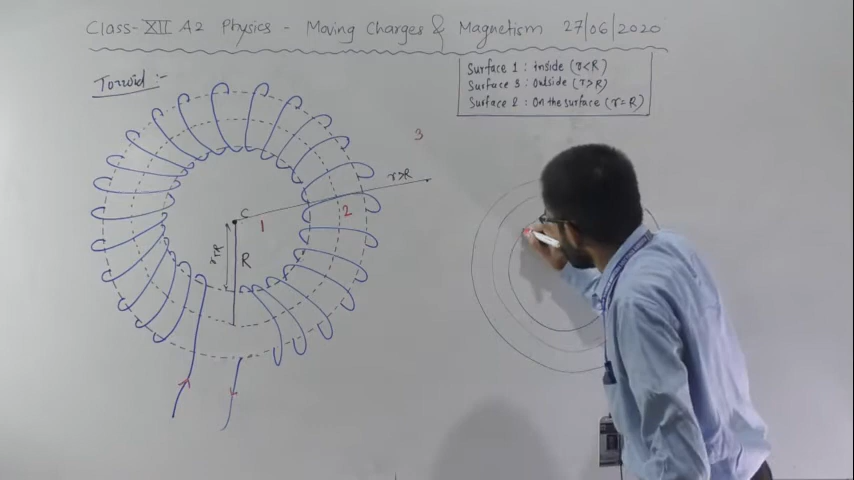 Class-XII A2 Physics - Moving Charges & Magnetism 27/06/2020
Torroid :-
Surface 1 : inside (r<R)
Surface 3 : Outside (r>R)
Surface 2 : On the surface (r=R)
3
r>R
C
1
2
r<R
R